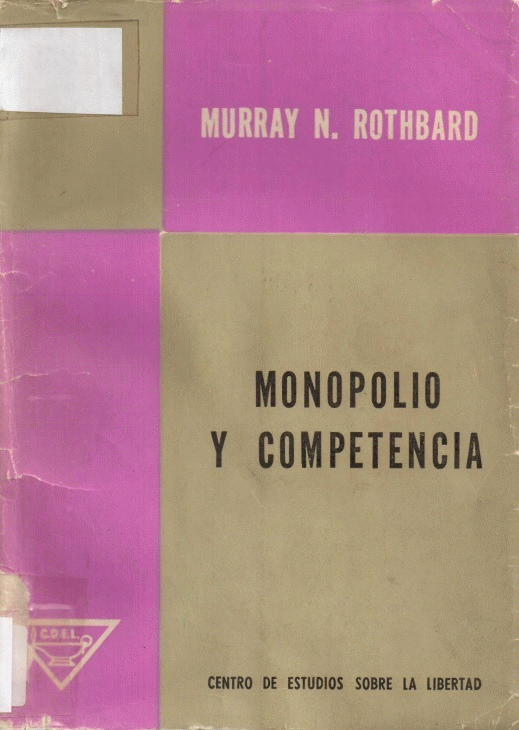 MURRAY N. ROTHBARD
MONOPOLIO
Y COMPETENCIA
C.D.E.L.
CENTRO DE ESTUDIOS SOBRE LA LIBERTAD